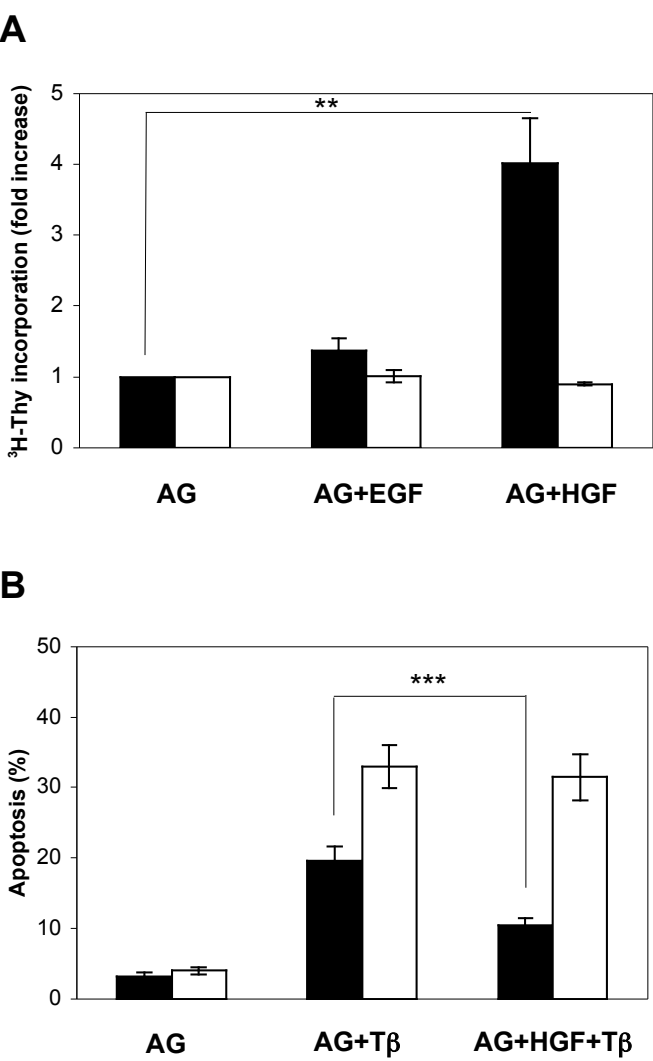 A
³H-Thy incorporation (fold increase)
5
4
3
2
1
0
**
AG AG+EGF AG+HGF
B
Apoptosis (%)
50
40
30
20
10
0
***
AG AG+Tβ AG+HGF+Tβ